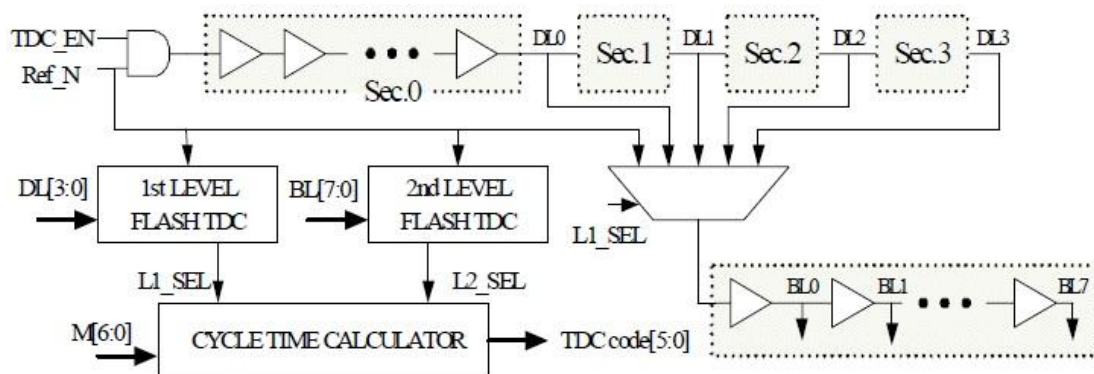 TDC_EN
Ref_N
Sec.0
DL0
Sec.1
DL1
Sec.2
DL2
Sec.3
DL3
DL[3:0]
1st LEVEL
FLASH TDC
BL[7:0]
2nd LEVEL
FLASH TDC
L1_SEL
L1_SEL
L2_SEL
BL0
BL1
BL7
M[6:0]
CYCLE TIME CALCULATOR
TDC code[5:0]